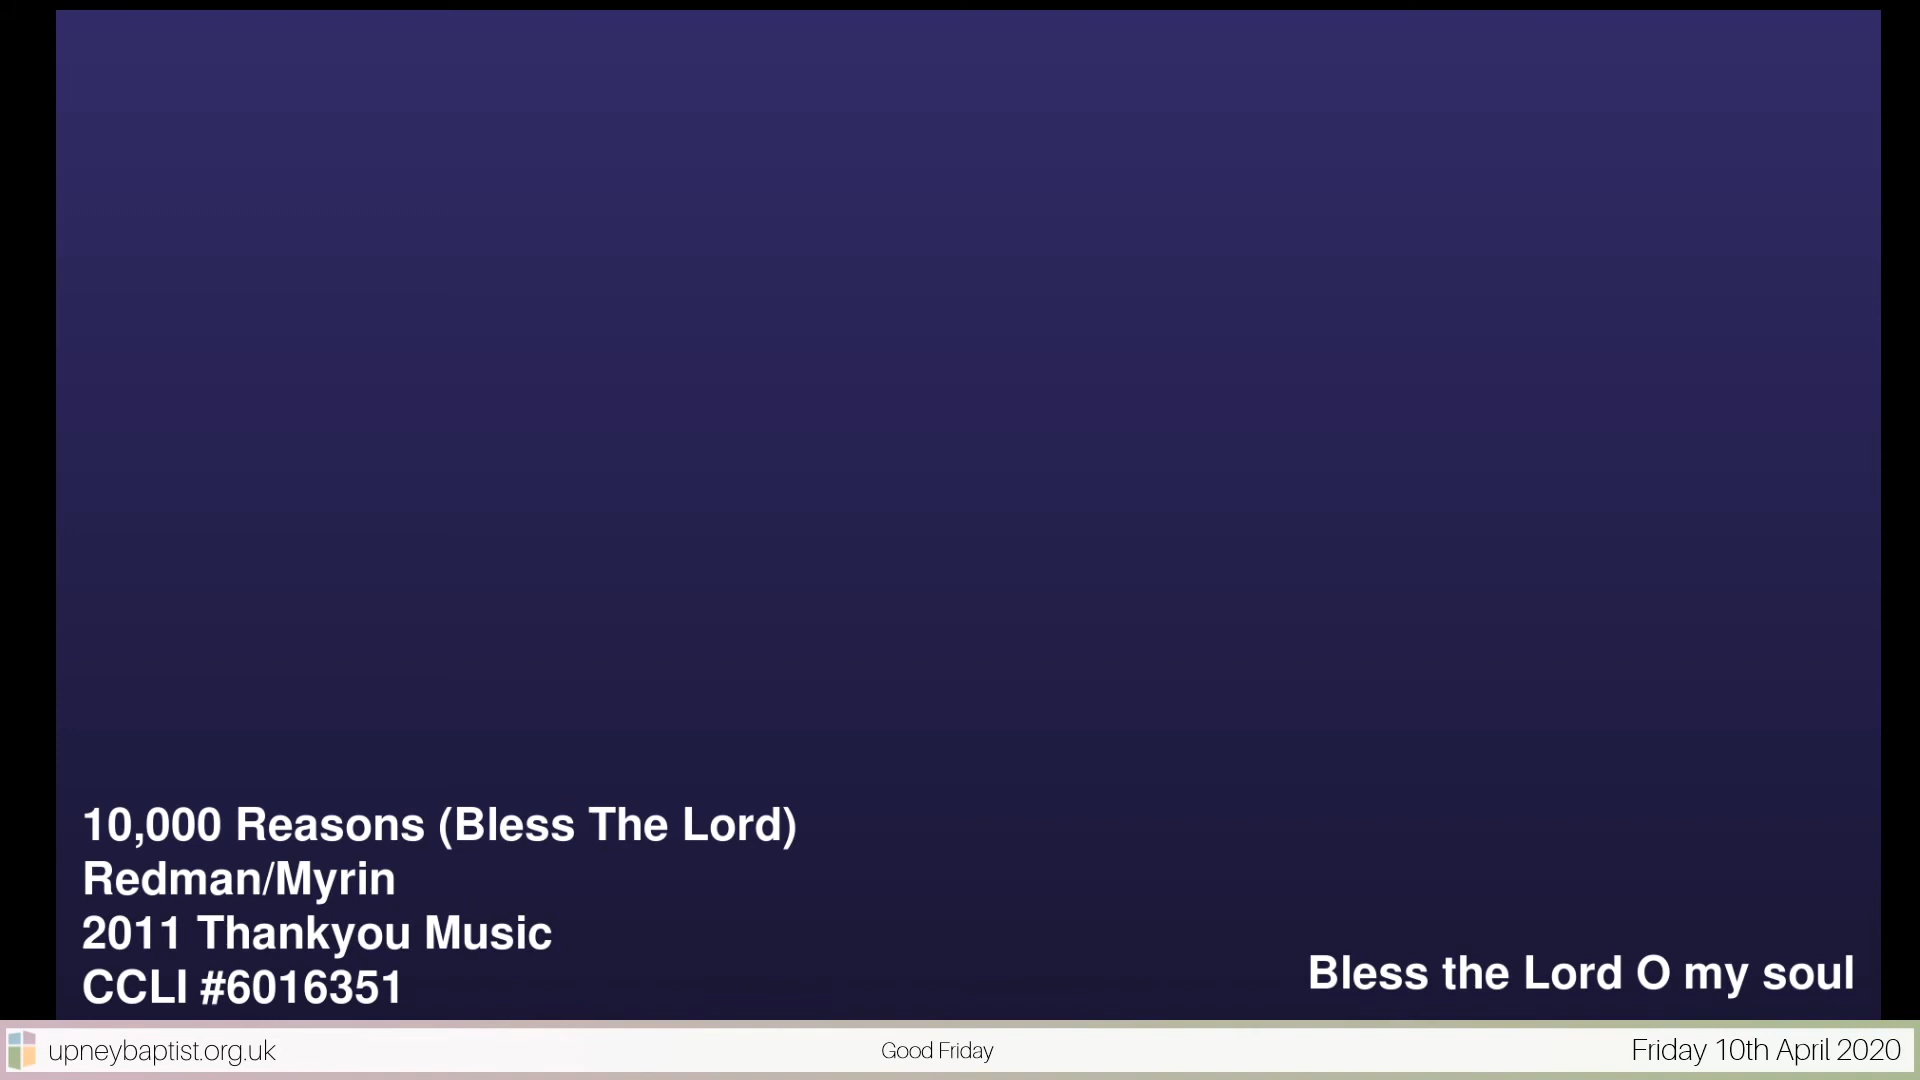 10,000 Reasons (Bless The Lord)
Redman/Myrin
2011 Thankyou Music
CCLI #6016351
Bless the Lord O my soul
upneybaptist.org.uk
Good Friday
Friday 10th April 2020